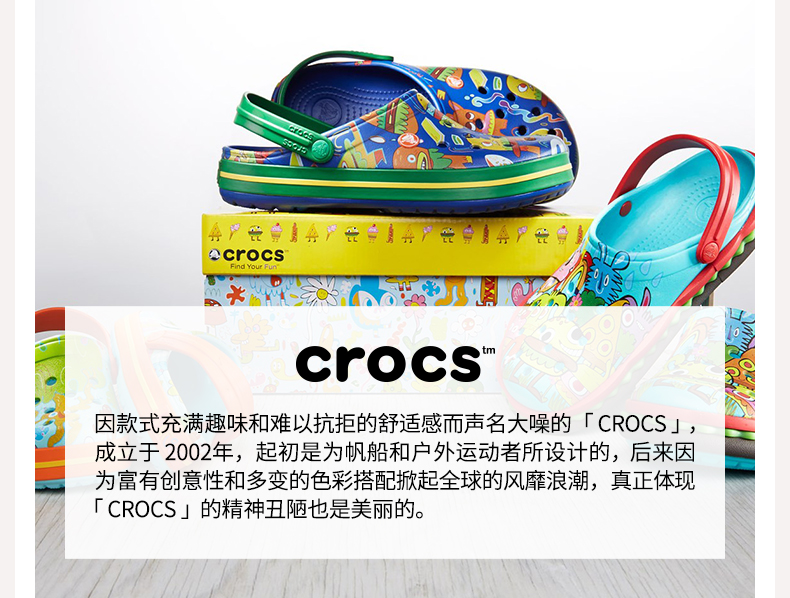 crocs
crocs
crocs
Find Your Fun
crocs™
因款式充满趣味和难以抗拒的舒适感而声名大噪的「CROCS」，
成立于 2002年，起初是为帆船和户外运动者所设计的，后来因
为富有创意性和多变的色彩搭配掀起全球的风靡浪潮，真正体现
「CROCS」的精神丑陋也是美丽的。